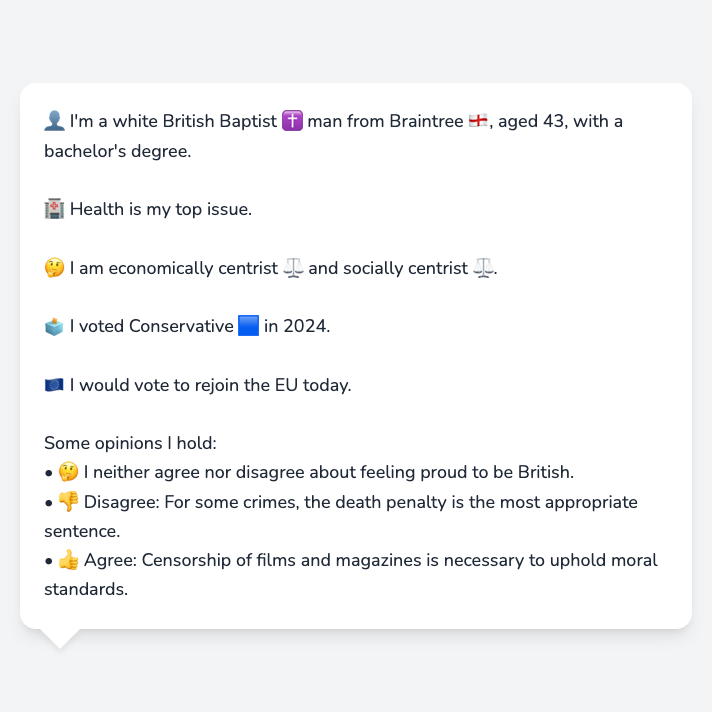 👤 I'm a white British Baptist ✝️ man from Braintree 🏴󠁧󠁢󠁥󠁮󠁧󠁿, aged 43, with a
bachelor's degree.
🏥 Health is my top issue.
🤔 I am economically centrist ⚖️ and socially centrist ⚖️.
🗳️ I voted Conservative 🟦 in 2024.
🇪🇺 I would vote to rejoin the EU today.
Some opinions I hold:
• 🤔 I neither agree nor disagree about feeling proud to be British.
• 👎 Disagree: For some crimes, the death penalty is the most appropriate
sentence.
• 👍 Agree: Censorship of films and magazines is necessary to uphold moral
standards.